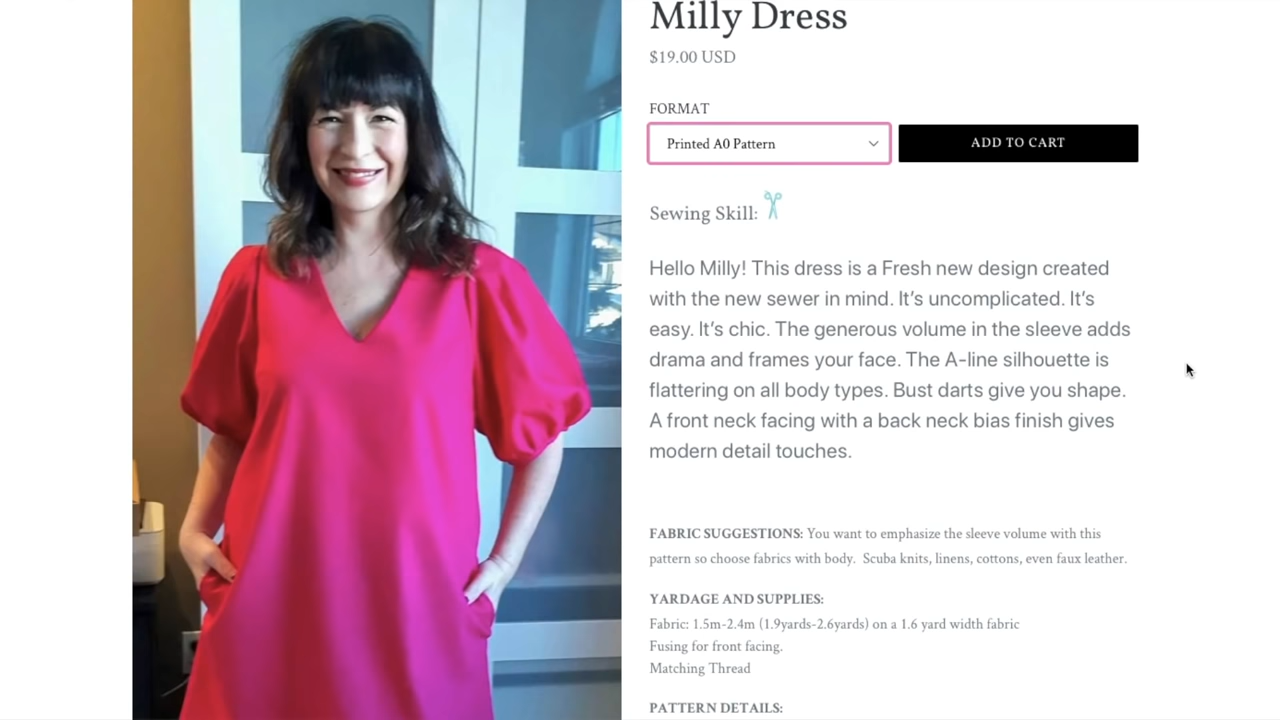 Milly Dress
$19.00 USD
FORMAT
Printed A0 Pattern
ADD TO CART
Sewing Skill:
Hello Milly! This dress is a Fresh new design created
with the new sewer in mind. It’s uncomplicated. It’s
easy. It’s chic. The generous volume in the sleeve adds
drama and frames your face. The A-line silhouette is
flattering on all body types. Bust darts give you shape.
A front neck facing with a back neck bias finish gives
modern detail touches.
FABRIC SUGGESTIONS: You want to emphasize the sleeve volume with this
pattern so choose fabrics with body.  Scuba knits, linens, cottons, even faux leather.
YARDAGE AND SUPPLIES:
Fabric: 1.5m-2.4m (1.9yards-2.6yards) on a 1.6 yard width fabric
Fusing for front facing.
Matching Thread
PATTERN DETAILS: